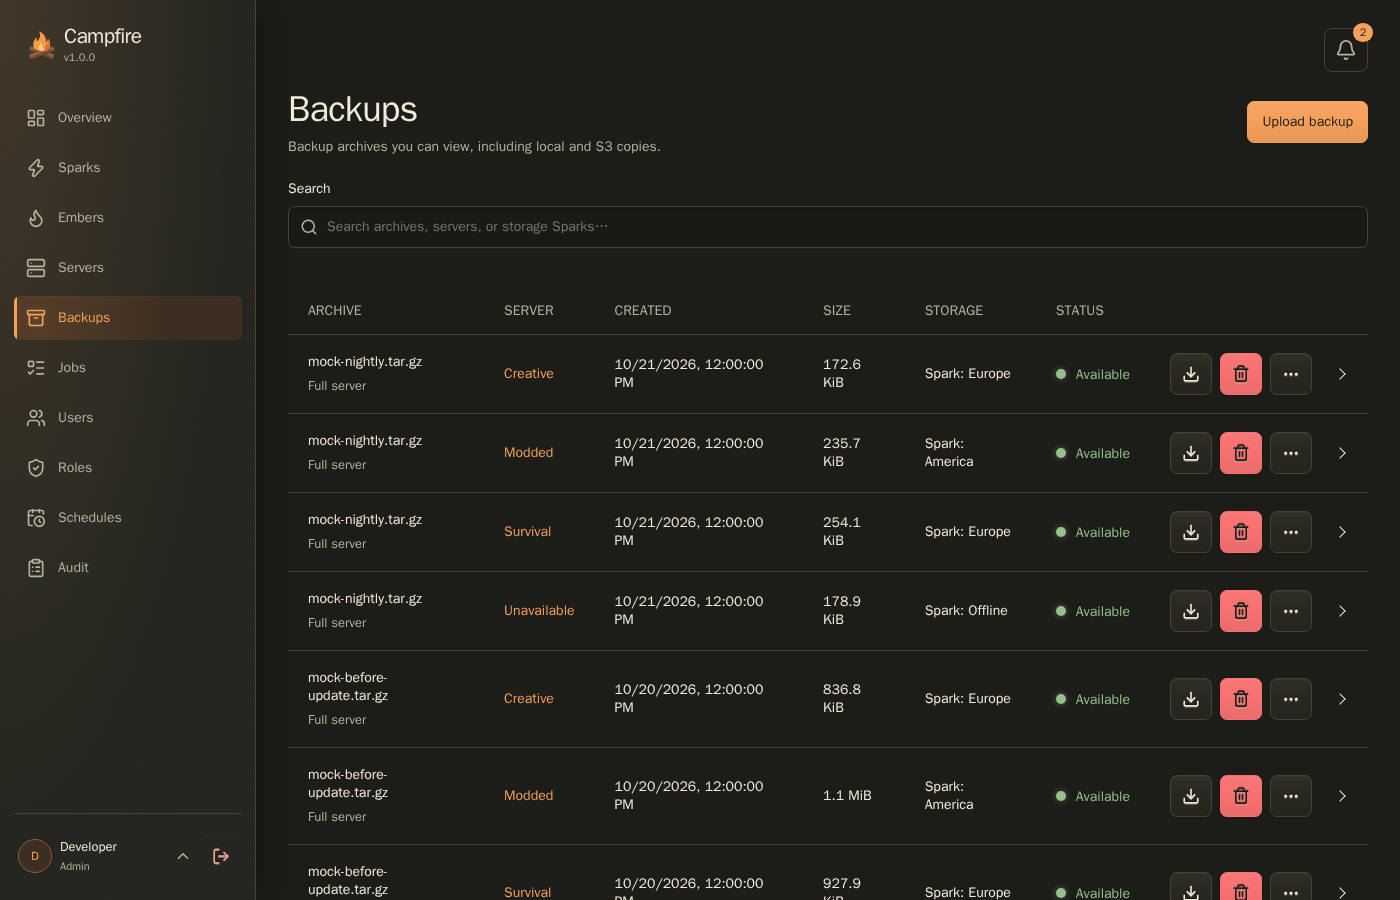 Campfire
v1.0.0
2
Overview
Sparks
Embers
Servers
Backups
Jobs
Users
Roles
Schedules
Audit
D
Developer
Admin
Backups
Backup archives you can view, including local and S3 copies.
Upload backup
Search
Search archives, servers, or storage Sparks⋯
ARCHIVE SERVER CREATED SIZE STORAGE STATUS
mock-nightly.tar.gz
Full server
Creative
10/21/2026, 12:00:00
PM
172.6
KiB
Spark: Europe
Available
mock-nightly.tar.gz
Full server
Modded
10/21/2026, 12:00:00
PM
235.7
KiB
Spark:
America
Available
mock-nightly.tar.gz
Full server
Survival
10/21/2026, 12:00:00
PM
254.1
KiB
Spark: Europe
Available
mock-nightly.tar.gz
Full server
Unavailable
10/21/2026, 12:00:00
PM
178.9
KiB
Spark: Offline
Available
mock-before-
update.tar.gz
Full server
Creative
10/20/2026, 12:00:00
PM
836.8
KiB
Spark: Europe
Available
mock-before-
update.tar.gz
Full server
Modded
10/20/2026, 12:00:00
PM
1.1 MiB
Spark:
America
Available
mock-before-
update.tar.gz
Survival
10/20/2026, 12:00:00
PM
927.9
KiB
Spark: Europe
Available